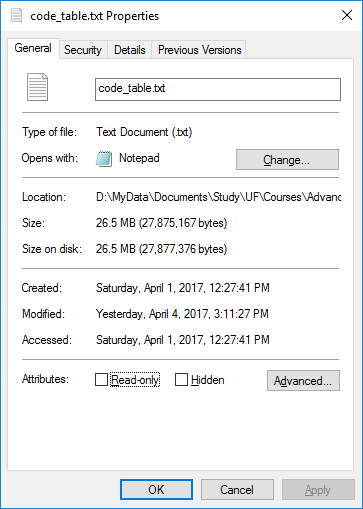 code_table.txt Properties
General Security Details Previous Versions
code_table.txt
Type of file: Text Document (.txt)
Opens with: Notepad Change...
Location: D:\MyData\Documents\Study\UF\Courses\Advanc
Size: 26.5 MB (27,875,167 bytes)
Size on disk: 26.5 MB (27,877,376 bytes)
Created: Saturday, April 1, 2017, 12:27:41 PM
Modified: Yesterday, April 4, 2017, 3:11:27 PM
Accessed: Saturday, April 1, 2017, 12:27:41 PM
Attributes: Read-only Hidden Advanced...
OK Cancel Apply